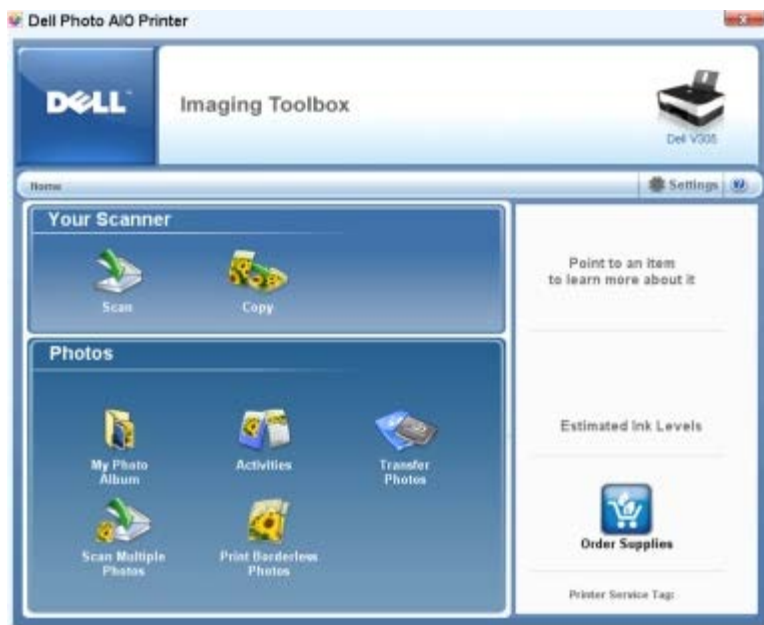 Dell Photo AIO Printer
DELL
Imaging Toolbox
Dell V305
Home
Settings
?
Your Scanner
Scan
Copy
Point to an item
to learn more about it
Photos
My Photo
Album
Activities
Transfer
Photos
Scan Multiple
Photos
Print Borderless
Photos
Estimated Ink Levels
Order Supplies
Printer Service Tag: